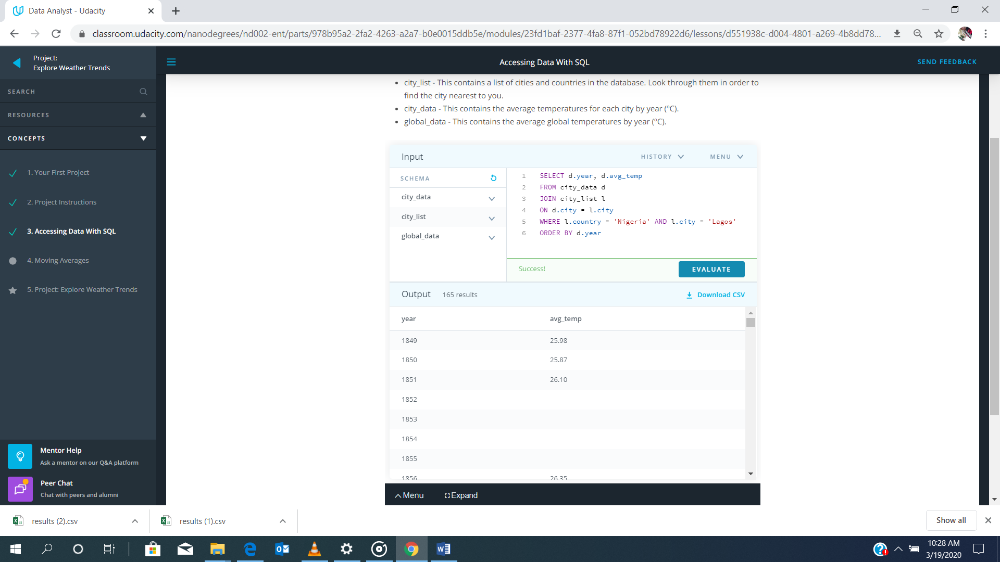 Data Analyst - Udacity
classroom.udacity.com/nanodegrees/nd002-ent/parts/978b95a2-2fa2-4263-a2a7-b0e0015ddb5e/modules/23fd1baf-2377-4fa8-87f1-052bd78922d6/lessons/d551938c-d004-4801-a269-4b8dd78...
Project:
Explore Weather Trends
Accessing Data With SQL
SEND FEEDBACK
SEARCH
RESOURCES
CONCEPTS
1. Your First Project
2. Project Instructions
3. Accessing Data With SQL
4. Moving Averages
5. Project: Explore Weather Trends
Mentor Help
Ask a mentor on our Q&A platform
Peer Chat
Chat with peers and alumni
• city_list - This contains a list of cities and countries in the database. Look through them in order to
find the city nearest to you.
• city_data - This contains the average temperatures for each city by year (ºC).
• global_data - This contains the average global temperatures by year (ºC).
Input
HISTORY
MENU
SCHEMA
city_data
city_list
global_data
1 SELECT d.year, d.avg_temp
2 FROM city_data d
3 JOIN city_list l
4 ON d.city = l.city
5 WHERE l.country = 'Nigeria' AND l.city = 'Lagos'
6 ORDER BY d.year
Success!
EVALUATE
Output 165 results
Download CSV
year avg_temp
1849 25.98
1850 25.87
1851 26.10
1852
1853
1854
1855
1856 26.35
Menu
Expand
results (2).csv
results (1).csv
Show all
10:28 AM
3/19/2020